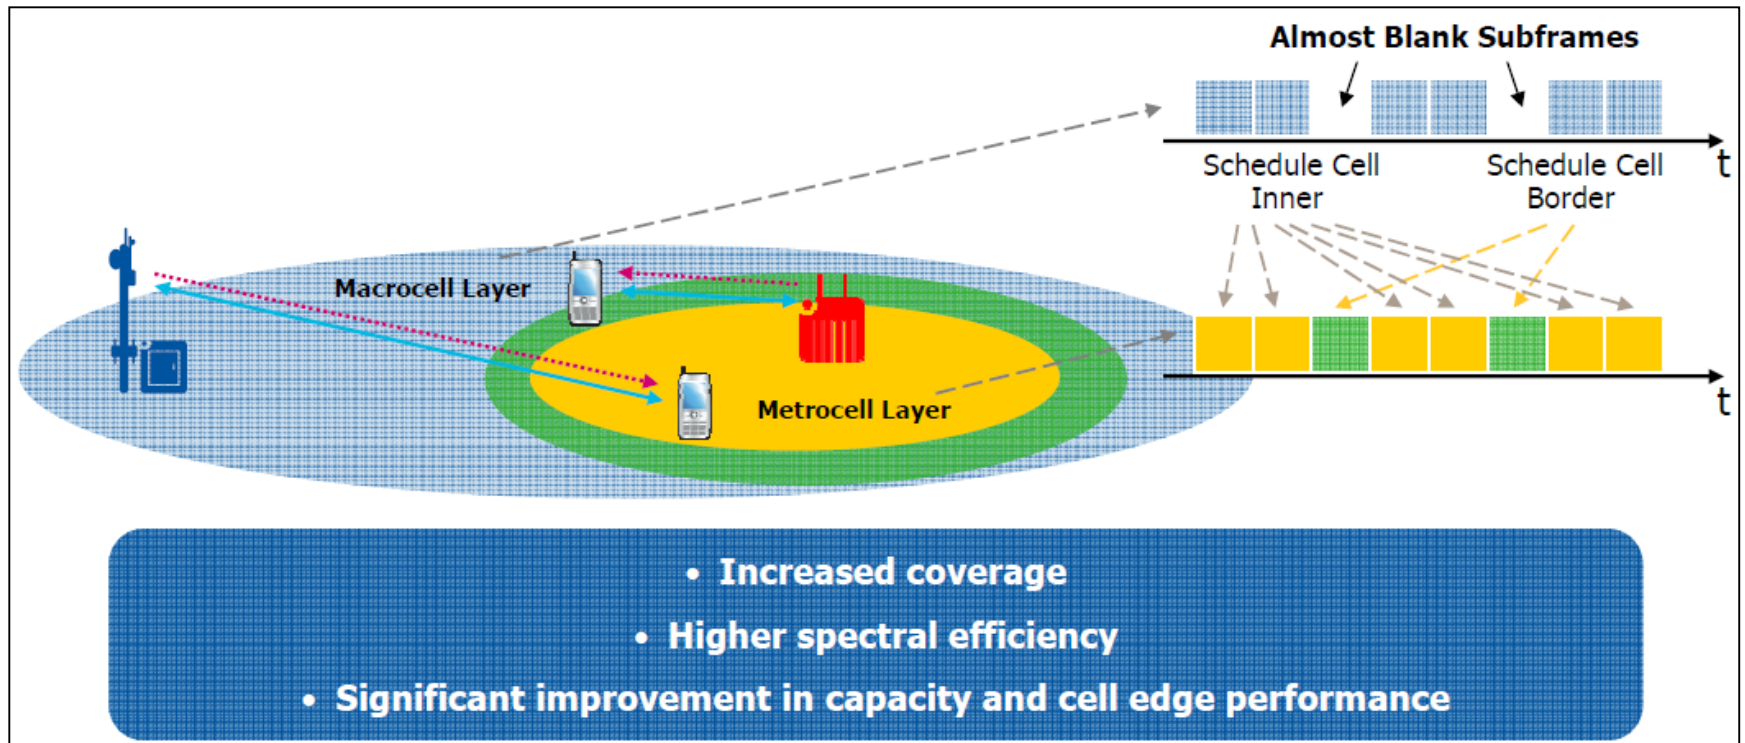 Almost Blank Subframes
t
Schedule Cell
Inner
Schedule Cell
Border
Macrocell Layer
Metrocell Layer
t
• Increased coverage
• Higher spectral efficiency
• Significant improvement in capacity and cell edge performance